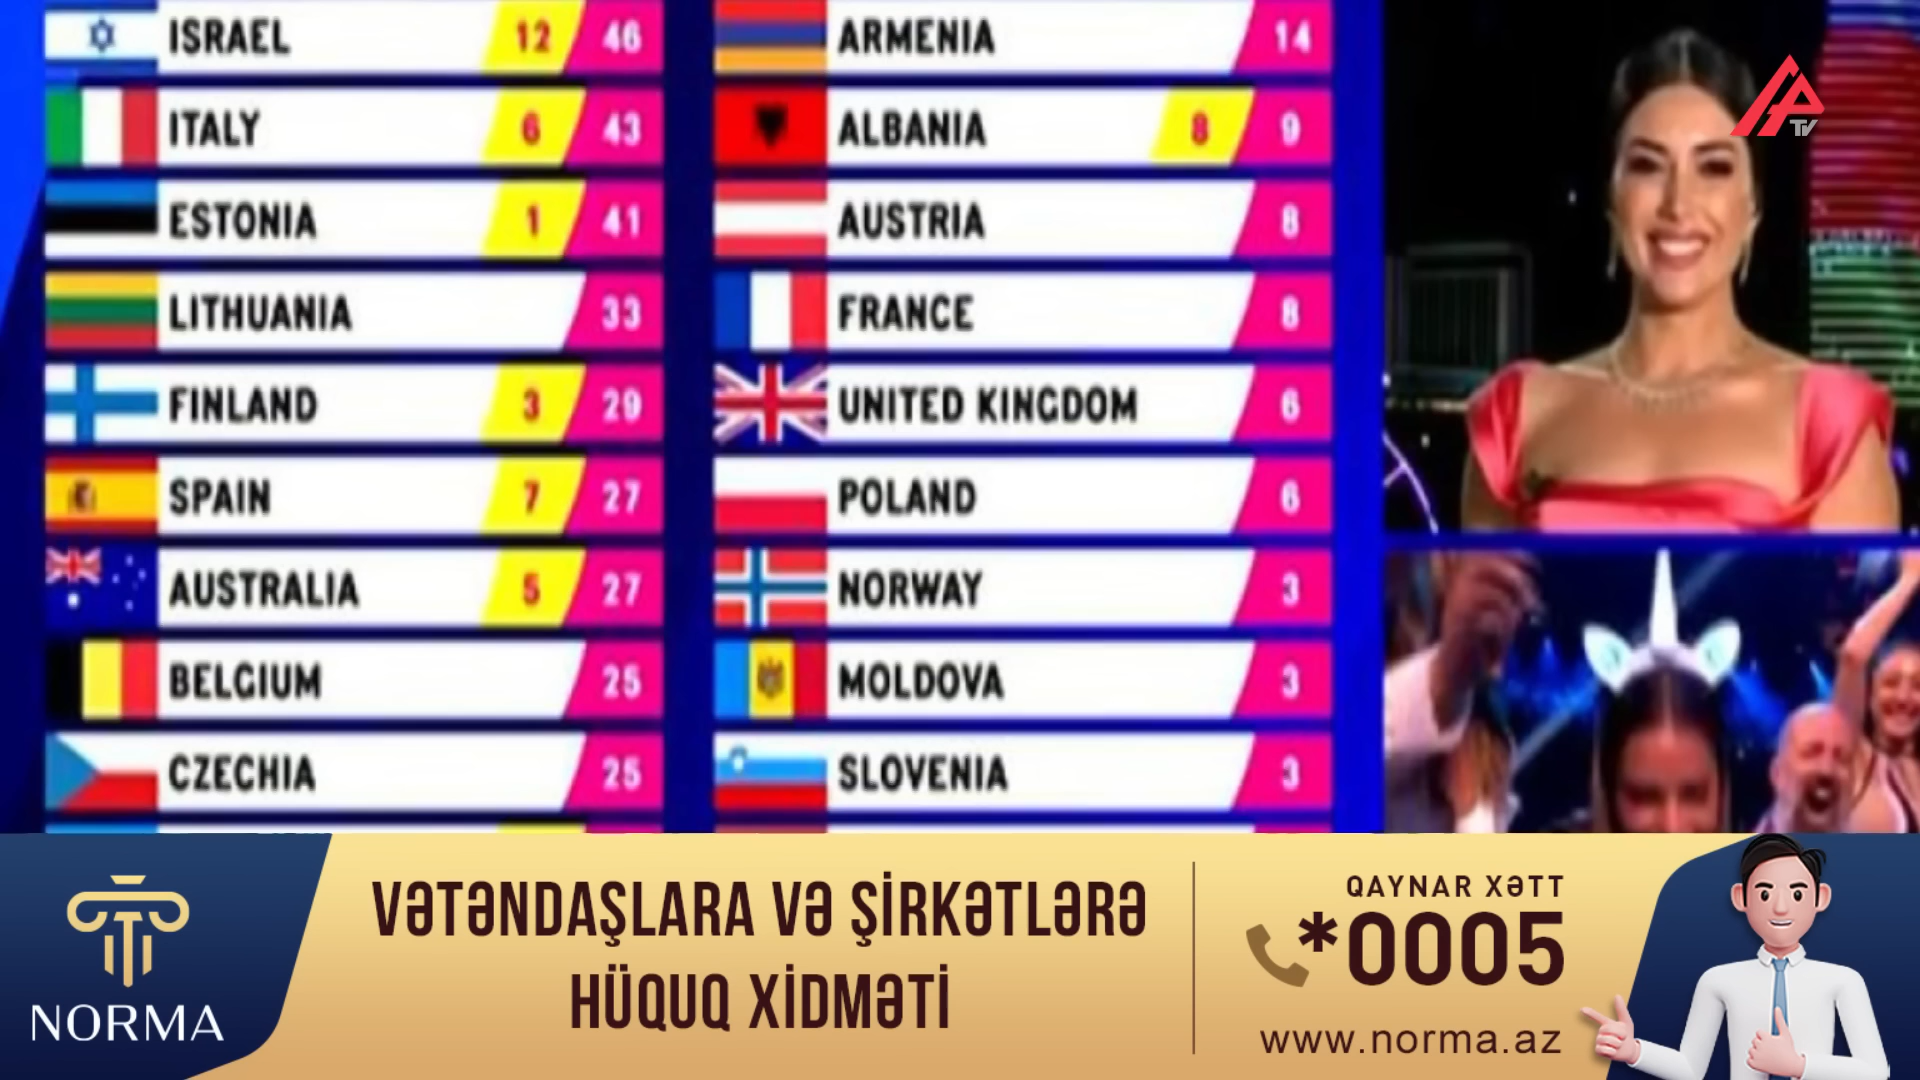 ISRAEL 12 46
ITALY 6 43
ESTONIA 1 41
LITHUANIA 33
FINLAND 3 29
SPAIN 7 27
AUSTRALIA 5 27
BELGIUM 25
CZECHIA 25
ARMENIA 14
ALBANIA 8 9
AUSTRIA 8
FRANCE 8
UNITED KINGDOM 6
POLAND 6
NORWAY 3
MOLDOVA 3
SLOVENIA 3
AP
TV
NORMA
VƏTƏNDAŞLARA VƏ ŞİRKƏTLƏRƏ
HÜQUQ XİDMƏTİ
QAYNAR XƏTT
*0005
www.norma.az